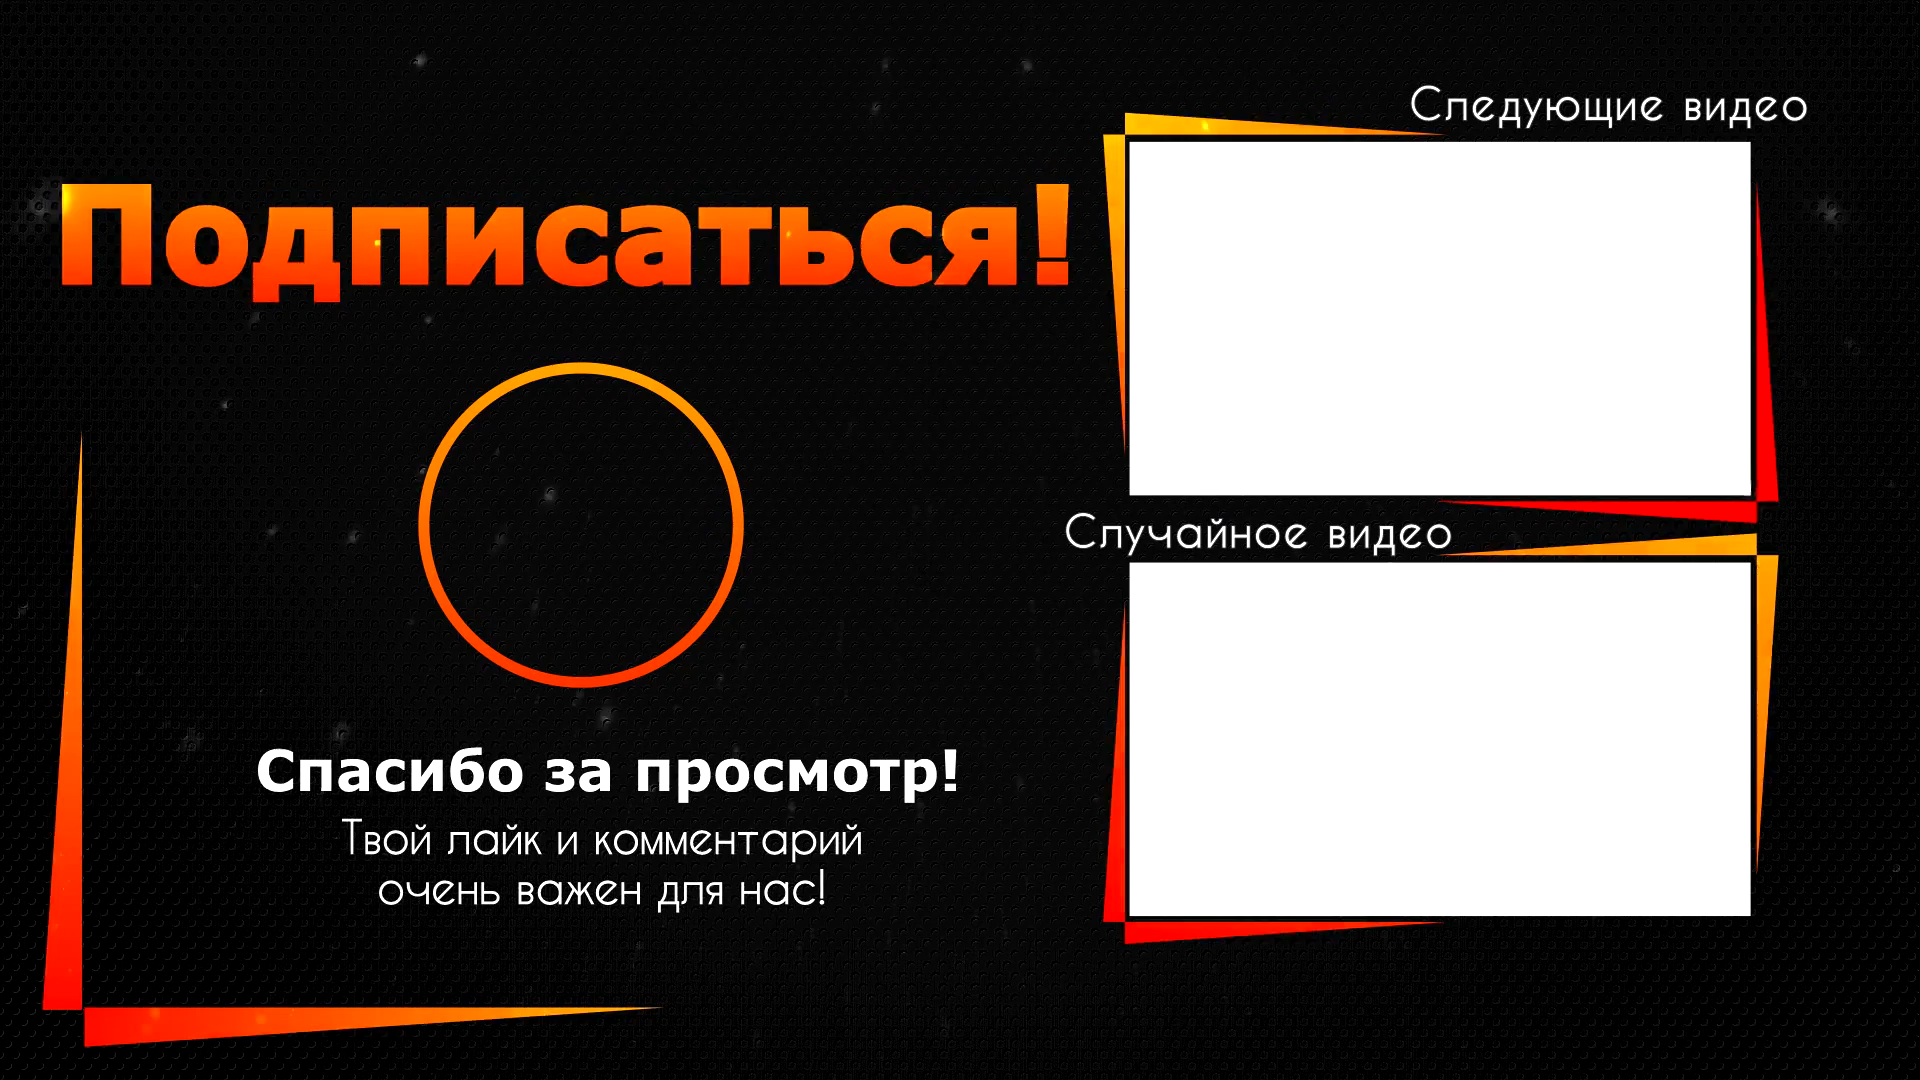 Подписаться!
Спасибо за просмотр!
Твой лайк и комментарий
очень важен для нас!
Следующие видео
Случайное видео